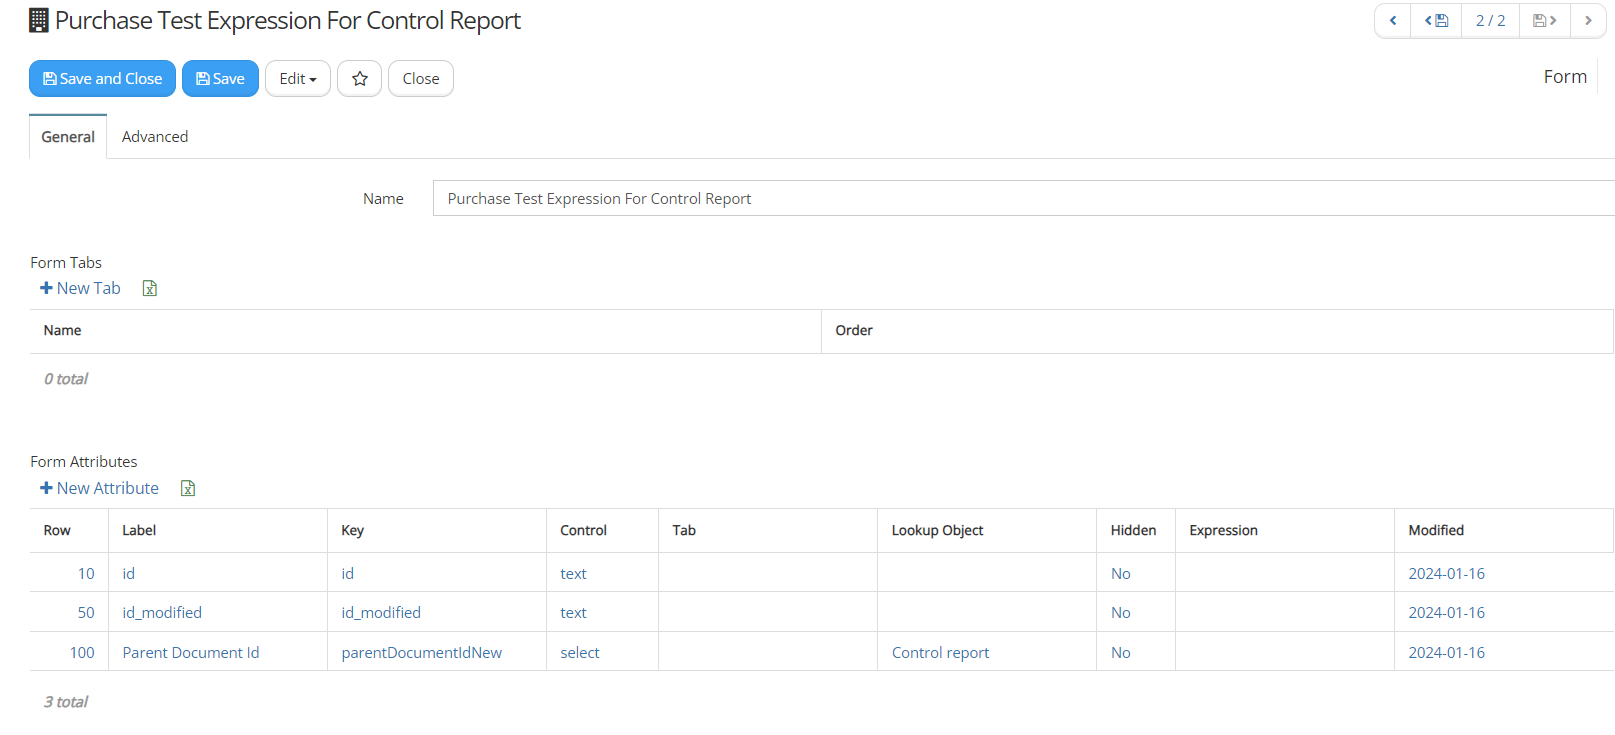 Purchase Test Expression For Control Report
2 / 2
Save and Close Save Edit Close
Form
General Advanced
Name Purchase Test Expression For Control Report
Form Tabs
New Tab
Name Order
0 total
Form Attributes
New Attribute
Row Label Key Control Tab Lookup Object Hidden Expression Modified
10 id id text No 2024-01-16
50 id_modified id_modified text No 2024-01-16
100 Parent Document Id parentDocumentIdNew select Control report No 2024-01-16
3 total